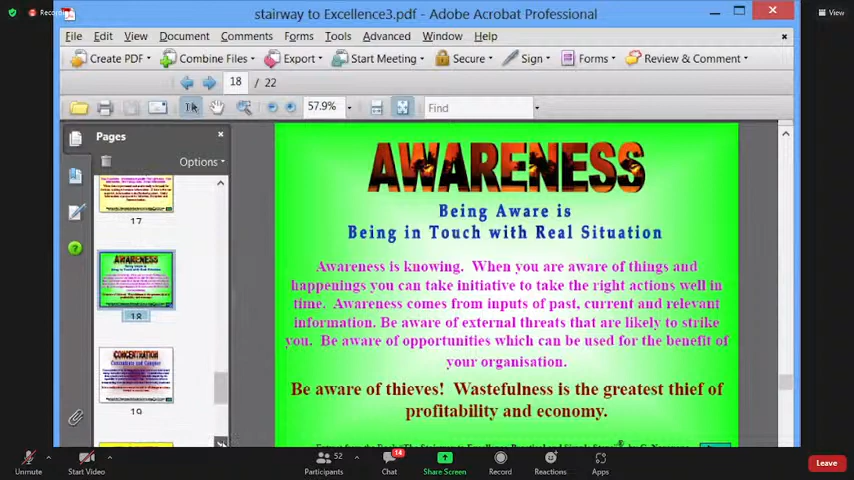 Recording
stairway to Excellence3.pdf - Adobe Acrobat Professional
View
File Edit View Document Comments Forms Tools Advanced Window Help
Create PDF Combine Files Export Start Meeting Secure Sign Forms Review & Comment
18 / 22
57.9% Find
Pages
Options
17
18
19
AWARENESS
Being Aware is
Being in Touch with Real Situation
Awareness is knowing. When you are aware of things and
happenings you can take initiative to take the right actions well in
time. Awareness comes from inputs of past, current and relevant
information. Be aware of external threats that are likely to strike
you. Be aware of opportunities which can be used for the benefit of
your organisation.
Be aware of thieves! Wastefulness is the greatest thief of
profitability and economy.
Unmute Start Video Participants 52 Chat 14 Share Screen Record Reactions Apps Leave